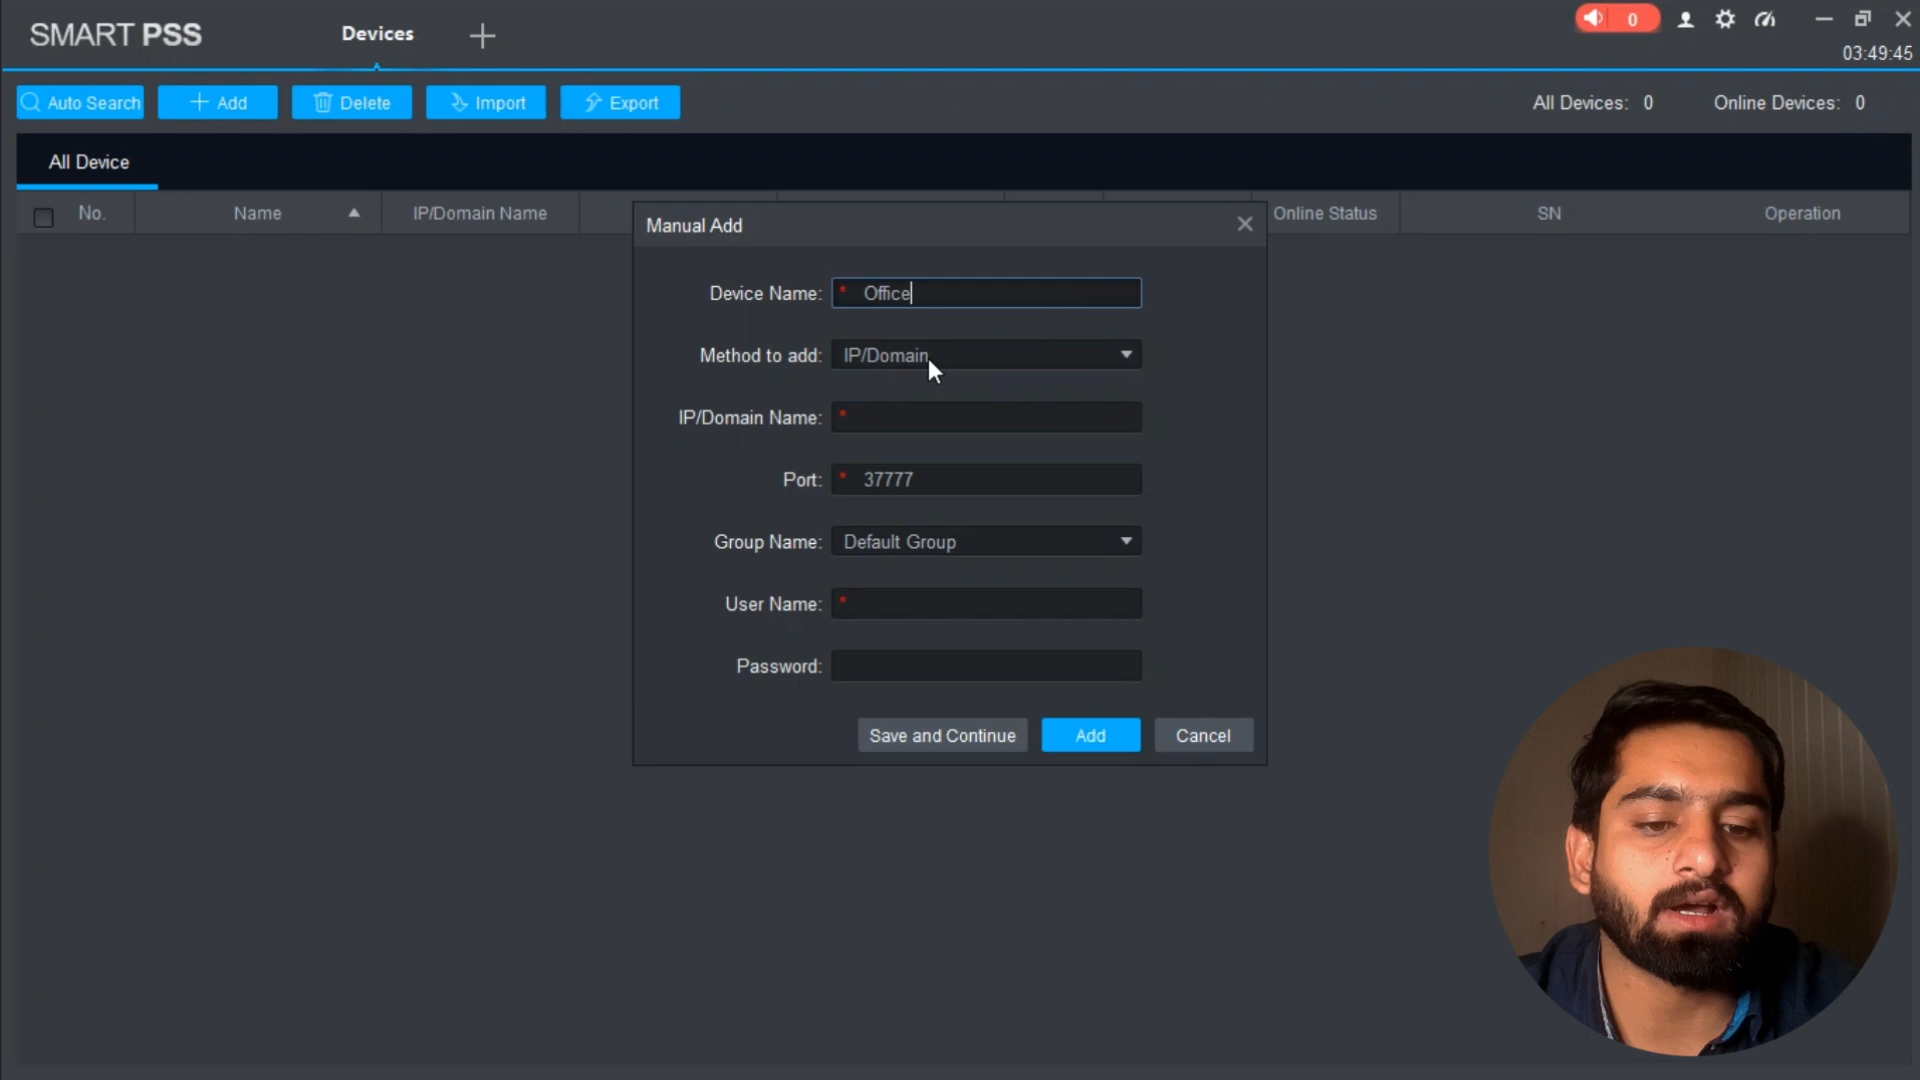 SMART PSS
Devices
0
03:49:45
Auto Search
Add
Delete
Import
Export
All Devices: 0
Online Devices: 0
All Device
No.
Name
IP/Domain Name
Online Status
SN
Operation
Manual Add
Device Name: * Office
Method to add: IP/Domain
IP/Domain Name: *
Port: * 37777
Group Name: Default Group
User Name: *
Password:
Save and Continue
Add
Cancel